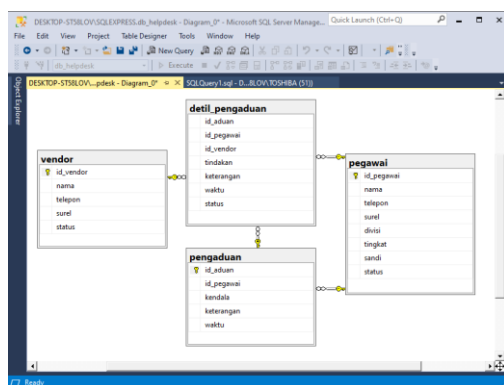 DESKTOP-ST58LOV\SQLEXPRESS.db_helpdesk - Diagram_0* - Microsoft SQL Server Manage...
Quick Launch (Ctrl+Q)
File Edit View Project Table Designer Tools Window Help
New Query
db_helpdesk
Execute
DESKTOP-ST58LOV\...pdesk - Diagram_0*
SQLQuery1.sql - D...8LOV\TOSHIBA (51))
Object Explorer
detil_pengaduan
id_aduan
id_pegawai
id_vendor
tindakan
keterangan
waktu
status
vendor
id_vendor
nama
telepon
surel
status
pegawai
id_pegawai
nama
telepon
surel
divisi
tingkat
sandi
status
pengaduan
id_aduan
id_pegawai
kendala
keterangan
waktu
Ready